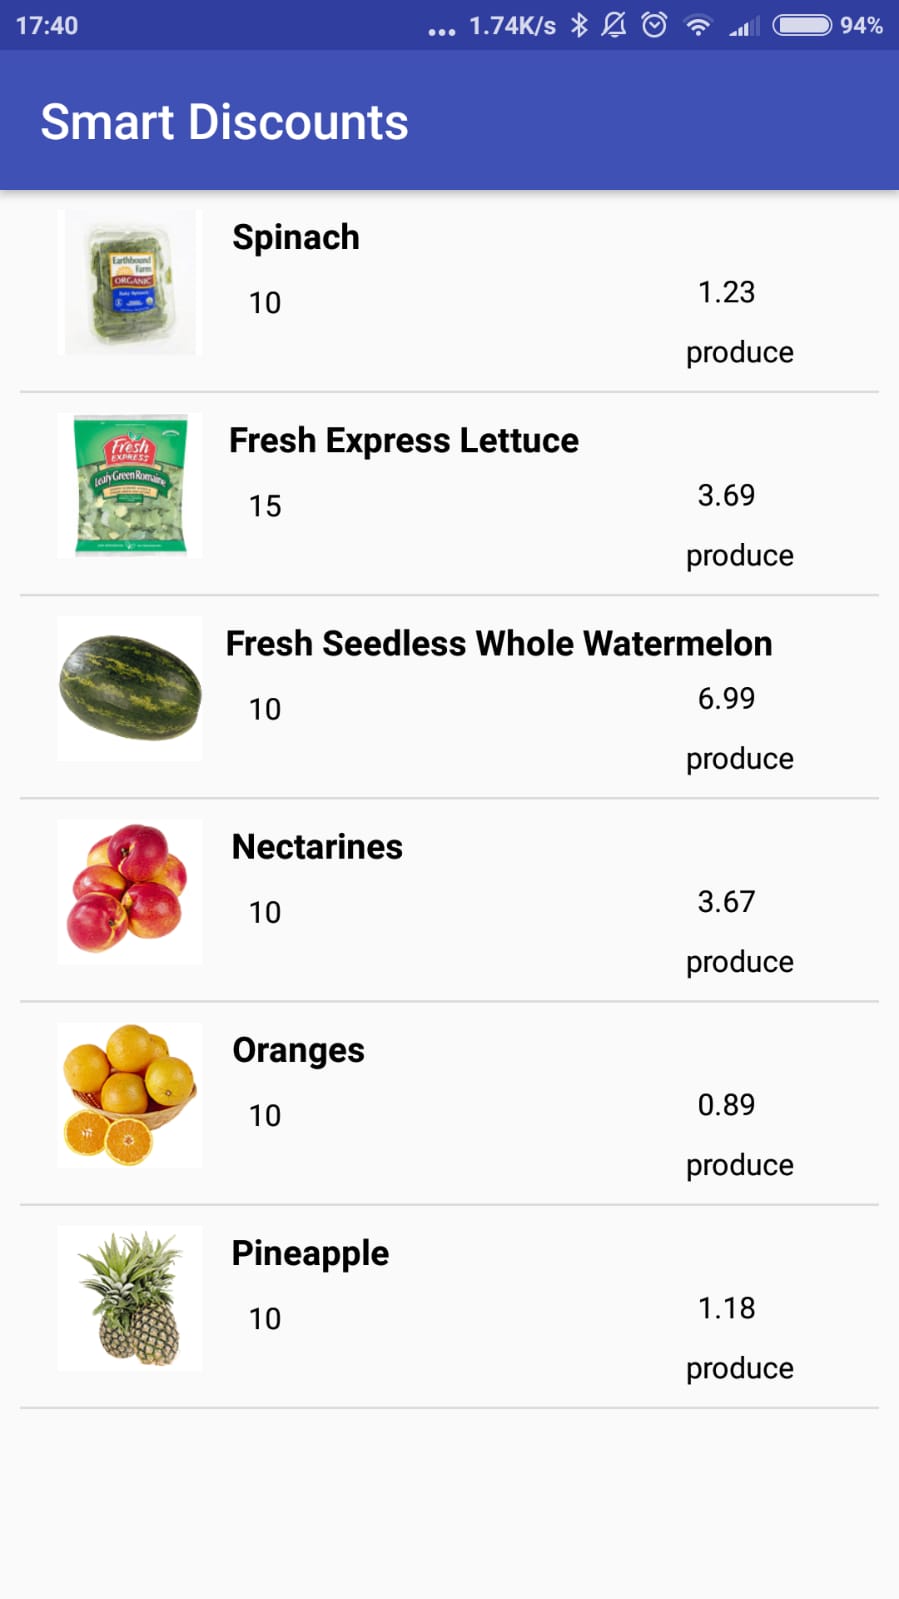 17:40 ... 1.74K/s 94%
Smart Discounts
Earthbound
Farm
ORGANIC
Baby Spinach
Spinach
10
1.23
produce
Fresh
EXPRESS
Leafy Green Romaine
Fresh Express Lettuce
15
3.69
produce
Fresh Seedless Whole Watermelon
10
6.99
produce
Nectarines
10
3.67
produce
Oranges
10
0.89
produce
Pineapple
10
1.18
produce